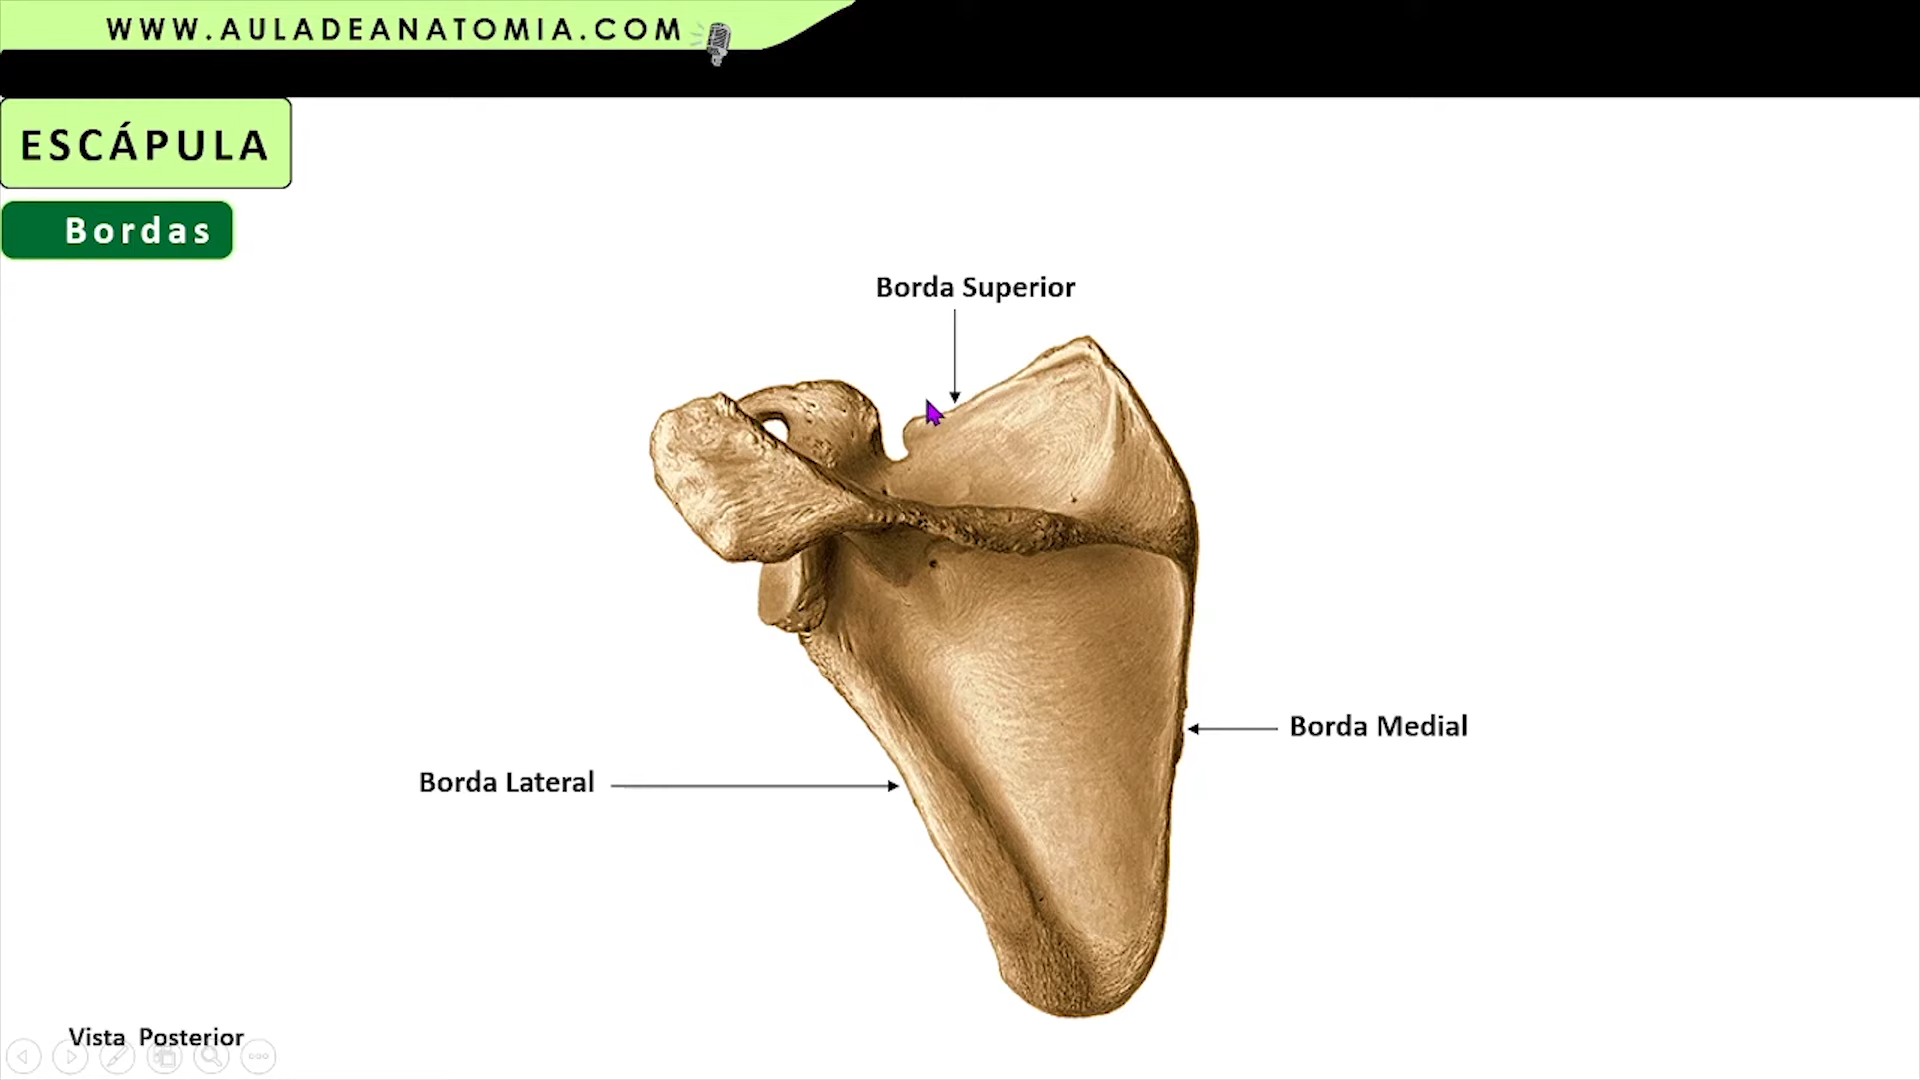 WWW.AULADEANATOMIA.COM
ESCÁPULA
Bordas
Borda Superior
Borda Medial
Borda Lateral
Vista Posterior